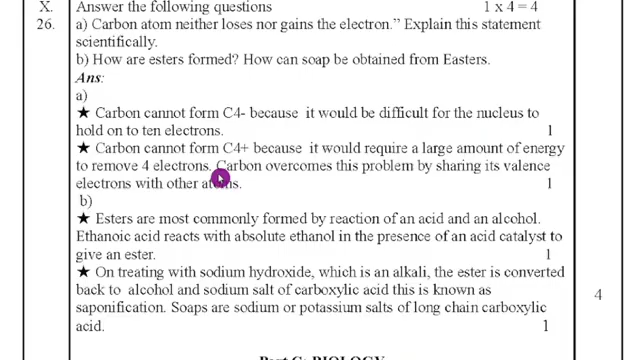 X. Answer the following questions 1 x 4 = 4
26. a) Carbon atom neither loses nor gains the electron.” Explain this statement
scientifically.
b) How are esters formed? How can soap be obtained from Easters.
Ans:
a)
★ Carbon cannot form C4- because it would be difficult for the nucleus to
hold on to ten electrons. 1
★ Carbon cannot form C4+ because it would require a large amount of energy
to remove 4 electrons. Carbon overcomes this problem by sharing its valence
electrons with other atoms. 1
b)
★ Esters are most commonly formed by reaction of an acid and an alcohol.
Ethanoic acid reacts with absolute ethanol in the presence of an acid catalyst to
give an ester. 1
★ On treating with sodium hydroxide, which is an alkali, the ester is converted
back to alcohol and sodium salt of carboxylic acid this is known as
saponification. Soaps are sodium or potassium salts of long chain carboxylic
acid. 1
4
Part C: BIOLOGY